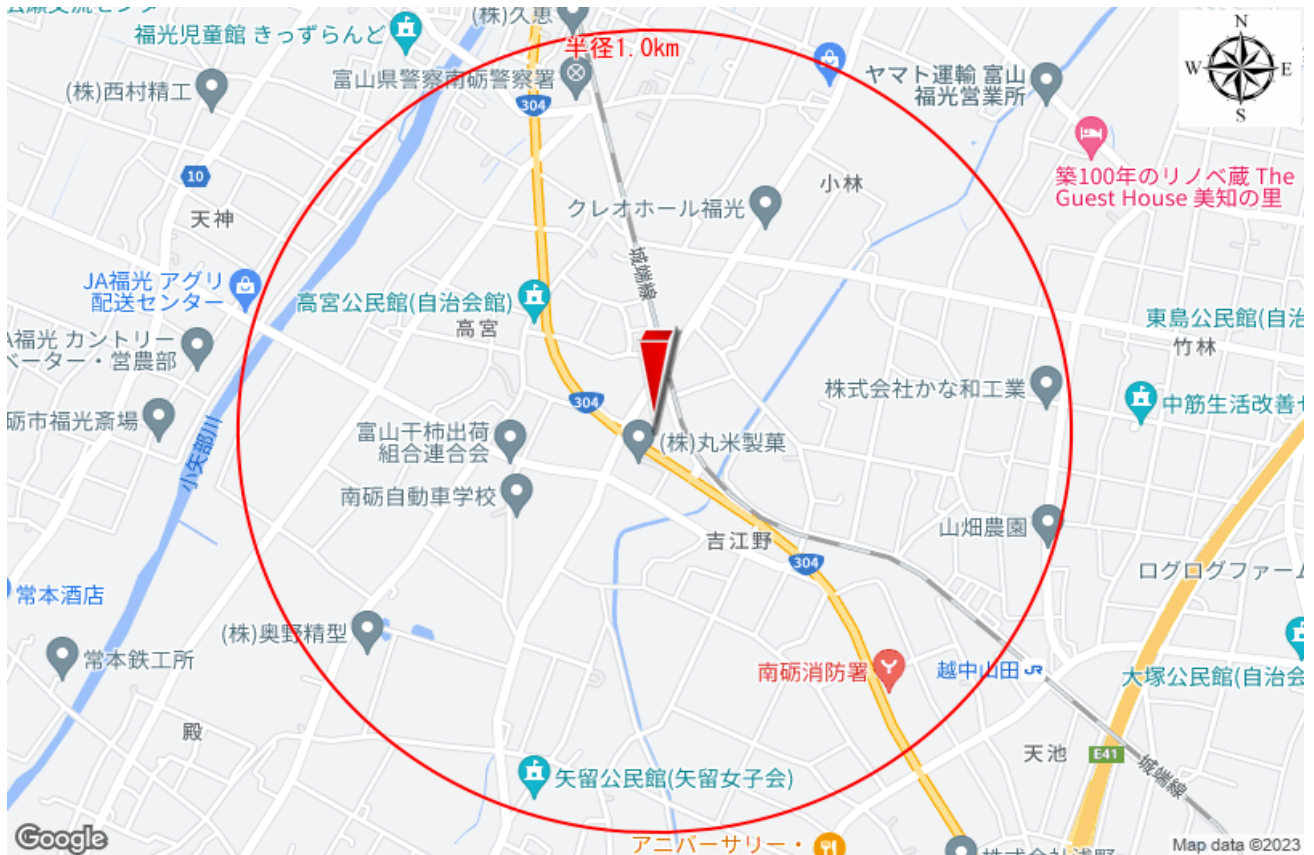 (株)久恵
福光児童館 きっずらんど
半径1.0km
N
W
E
S
(株)西村精工
富山県警察南砺警察署
304
ヤマト運輸 富山
福光営業所
築100年のリノベ蔵 The
Guest House 美知の里
10
天神
小林
クレオホール福光
城端線
JA福光 アグリ
配送センター
高宮公民館(自治会館)
高宮
東島公民館(自治
竹林
福光 カントリー
ベーター・営農部
304
株式会社かな和工業
中筋生活改善セ
砺市福光斎場
富山干柿出荷
組合連合会
(株)丸米製菓
小矢部川
南砺自動車学校
吉江野
山畑農園
304
ログログファーム
常本酒店
(株)奥野精型
常本鉄工所
南砺消防署
越中山田
JR
大塚公民館(自治会
殿
天池
E41
城端線
矢留公民館(矢留女子会)
アニバーサリー・
株式会社浅野
Google
Map data ©2023